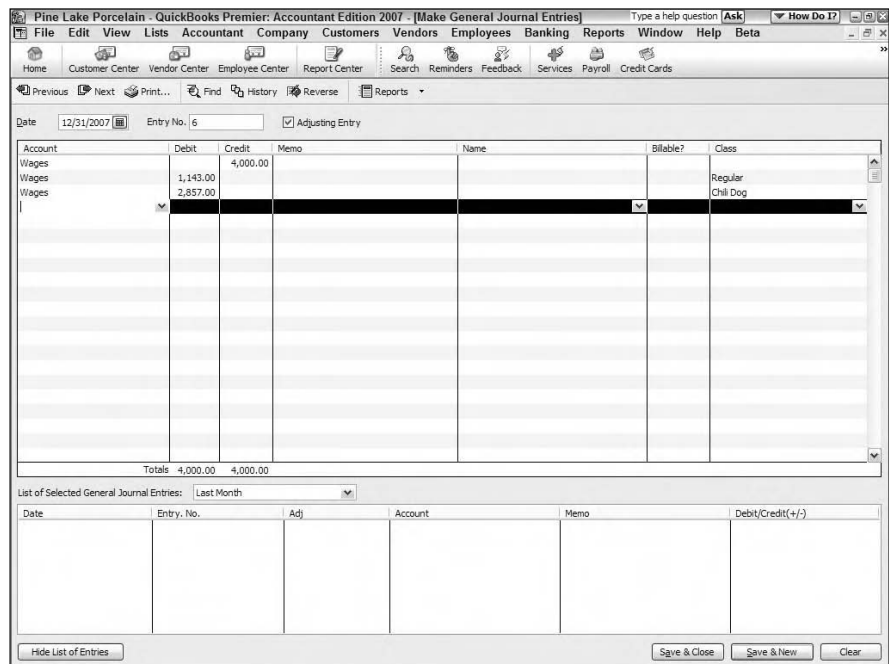 Pine Lake Porcelain - QuickBooks Premier: Accountant Edition 2007 - [Make General Journal Entries]
Type a help question Ask How Do I?
File Edit View Lists Accountant Company Customers Vendors Employees Banking Reports Window Help Beta
Home Customer Center Vendor Center Employee Center Report Center Search Reminders Feedback Services Payroll Credit Cards
Previous Next Print... Find History Reverse Reports
Date 12/31/2007 Entry No. 6 Adjusting Entry
Account Debit Credit Memo Name Billable? Class
Wages 4,000.00
Wages 1,143.00 Regular
Wages 2,857.00 Chili Dog
Totals 4,000.00 4,000.00
List of Selected General Journal Entries: Last Month
Date Entry. No. Adj Account Memo Debit/Credit(+/-)
Hide List of Entries Save & Close Save & New Clear